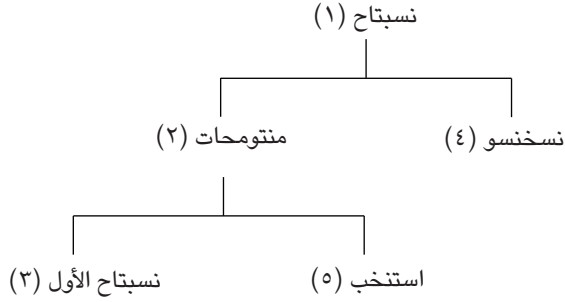 نسبتاح (١)
نسخنسو (٤) منتومحات (٢)
استنخب (٥) نسبتاح الأول (٣)